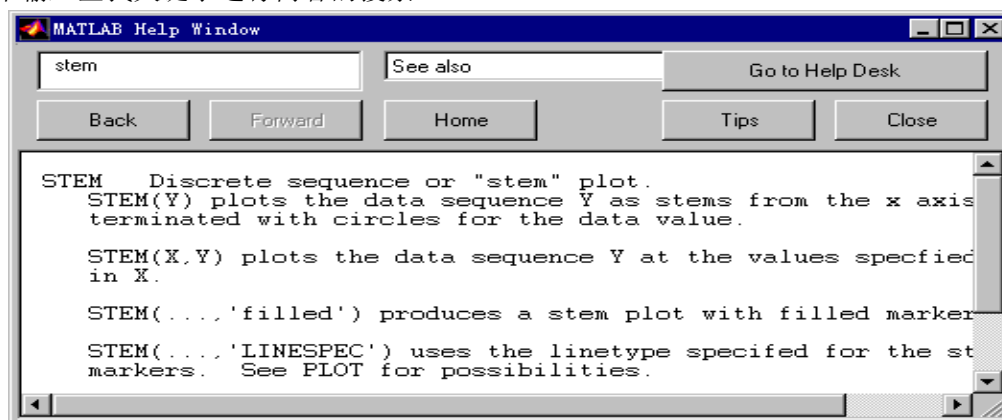 MATLAB Help Window
stem See also Go to Help Desk
Back Forward Home Tips Close
STEM Discrete sequence or "stem" plot.
STEM(Y) plots the data sequence Y as stems from the x axis
terminated with circles for the data value.
STEM(X,Y) plots the data sequence Y at the values specfied
in X.
STEM(...,'filled') produces a stem plot with filled marker
STEM(...,'LINESPEC') uses the linetype specifed for the st
markers. See PLOT for possibilities.